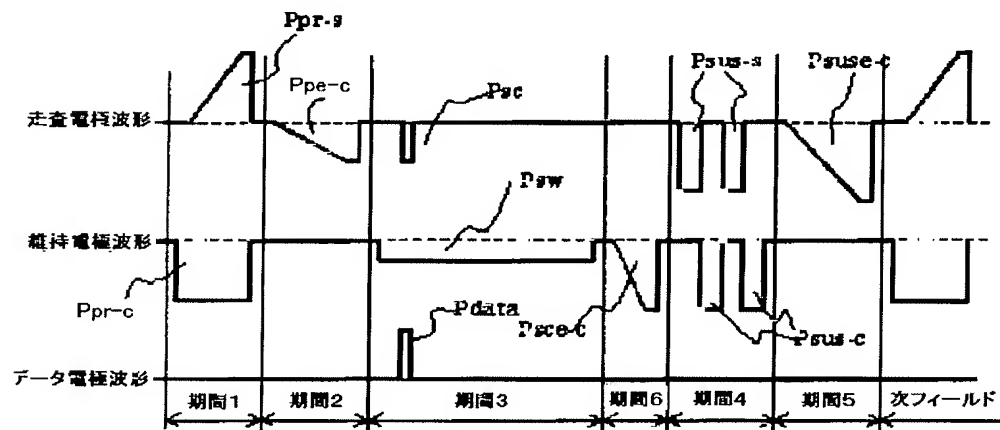 Ppr-s
Ppe-c
Psc
Psus-s
Psuse-c
走査電極波形
Psw
維持電極波形
Ppr-c
Pdata
Psce-c
Psus-c
データ電極波形
期間1
期間2
期間3
期間6
期間4
期間5
次フィールド